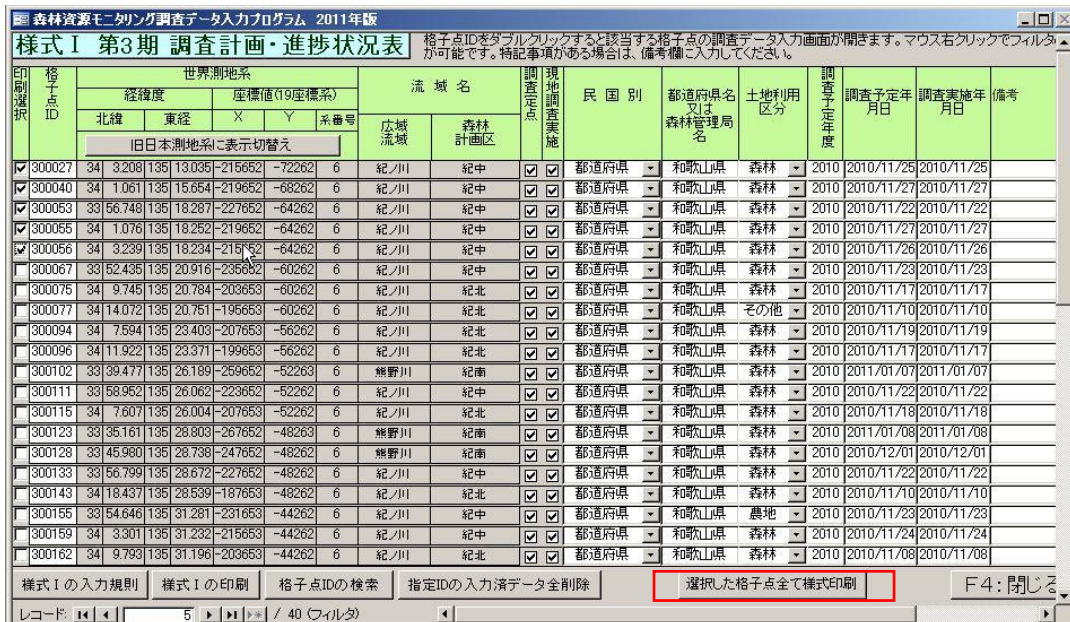 森林資源モニタリング調査データ入力プログラム 2011年版
様式Ⅰ 第3期 調査計画・進捗状況表
格子点IDをダブルクリックすると該当する格子点の調査データ入力画面が開きます。マウス右クリックでフィルタ
が可能です。特記事項がある場合は、備考欄に入力してください。
印刷選択 格子点ID 世界測地系 流域名 調査定点 現地調査実施 民国別 都道府県名又は森林管理局名 土地利用区分 調査予定年度 調査予定年月日 調査実施年月日 備考
経緯度 座標値(19座標系)
北緯 東経 X Y 系番号 広域流域 森林計画区
旧日本測地系に表示切替え
300027 34 3.208 135 13.035 -215652 -72262 6 紀ノ川 紀中 都道府県 和歌山県 森林 2010 2010/11/25 2010/11/25
300040 34 1.061 135 15.654 -219652 -68262 6 紀ノ川 紀中 都道府県 和歌山県 森林 2010 2010/11/27 2010/11/27
300053 33 56.748 135 18.287 -227652 -64262 6 紀ノ川 紀中 都道府県 和歌山県 森林 2010 2010/11/22 2010/11/22
300055 34 1.076 135 18.252 -219652 -64262 6 紀ノ川 紀中 都道府県 和歌山県 森林 2010 2010/11/27 2010/11/27
300056 34 3.239 135 18.234 -215652 -64262 6 紀ノ川 紀中 都道府県 和歌山県 森林 2010 2010/11/26 2010/11/26
300067 33 52.435 135 20.916 -235652 -60262 6 紀ノ川 紀中 都道府県 和歌山県 森林 2010 2010/11/23 2010/11/23
300075 34 9.745 135 20.784 -203653 -60262 6 紀ノ川 紀北 都道府県 和歌山県 森林 2010 2010/11/17 2010/11/17
300077 34 14.072 135 20.751 -195653 -60262 6 紀ノ川 紀北 都道府県 和歌山県 その他 2010 2010/11/10 2010/11/10
300094 34 7.594 135 23.403 -207653 -56262 6 紀ノ川 紀北 都道府県 和歌山県 森林 2010 2010/11/19 2010/11/19
300096 34 11.922 135 23.371 -199653 -56262 6 紀ノ川 紀北 都道府県 和歌山県 森林 2010 2010/11/17 2010/11/17
300102 33 39.477 135 26.189 -259652 -52263 6 熊野川 紀南 都道府県 和歌山県 森林 2010 2011/01/07 2011/01/07
300111 33 58.952 135 26.062 -223652 -52262 6 紀ノ川 紀中 都道府県 和歌山県 森林 2010 2010/11/22 2010/11/22
300115 34 7.607 135 26.004 -207653 -52262 6 紀ノ川 紀北 都道府県 和歌山県 森林 2010 2010/11/18 2010/11/18
300123 33 35.161 135 28.803 -267652 -48263 6 熊野川 紀南 都道府県 和歌山県 森林 2010 2011/01/08 2011/01/08
300128 33 45.980 135 28.738 -247652 -48262 6 熊野川 紀南 都道府県 和歌山県 森林 2010 2010/12/01 2010/12/01
300133 33 56.799 135 28.672 -227652 -48262 6 紀ノ川 紀中 都道府県 和歌山県 森林 2010 2010/11/22 2010/11/22
300143 34 18.437 135 28.539 -187653 -48262 6 紀ノ川 紀北 都道府県 和歌山県 森林 2010 2010/11/10 2010/11/10
300155 33 54.646 135 31.281 -231653 -44262 6 紀ノ川 紀中 都道府県 和歌山県 農地 2010 2010/11/23 2010/11/23
300159 34 3.301 135 31.232 -215653 -44262 6 紀ノ川 紀中 都道府県 和歌山県 森林 2010 2010/11/24 2010/11/24
300162 34 9.793 135 31.196 -203653 -44262 6 紀ノ川 紀北 都道府県 和歌山県 森林 2010 2010/11/08 2010/11/08
様式Ⅰの入力規則 様式Ⅰの印刷 格子点IDの検索 指定IDの入力済データ全削除 選択した格子点全て様式印刷 F4:閉じる
レコード: 5 / 40 (フィルタ)